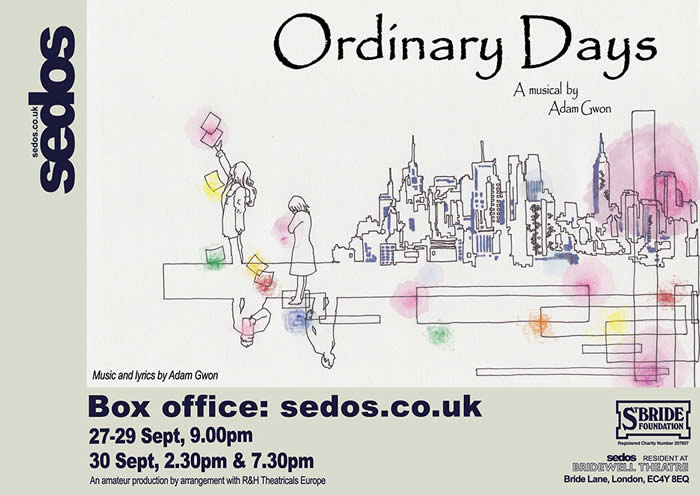 sedos
sedos.co.uk
Ordinary Days
A musical by
Adam Gwon
Music and lyrics by Adam Gwon
Box office: sedos.co.uk
27-29 Sept, 9.00pm
30 Sept, 2.30pm & 7.30pm
An amateur production by arrangement with R&H Theatricals Europe
ST BRIDE
FOUNDATION
Registered Charity Number 207607
sedos RESIDENT AT
BRIDEWELL THEATRE
Bride Lane, London, EC4Y 8EQ